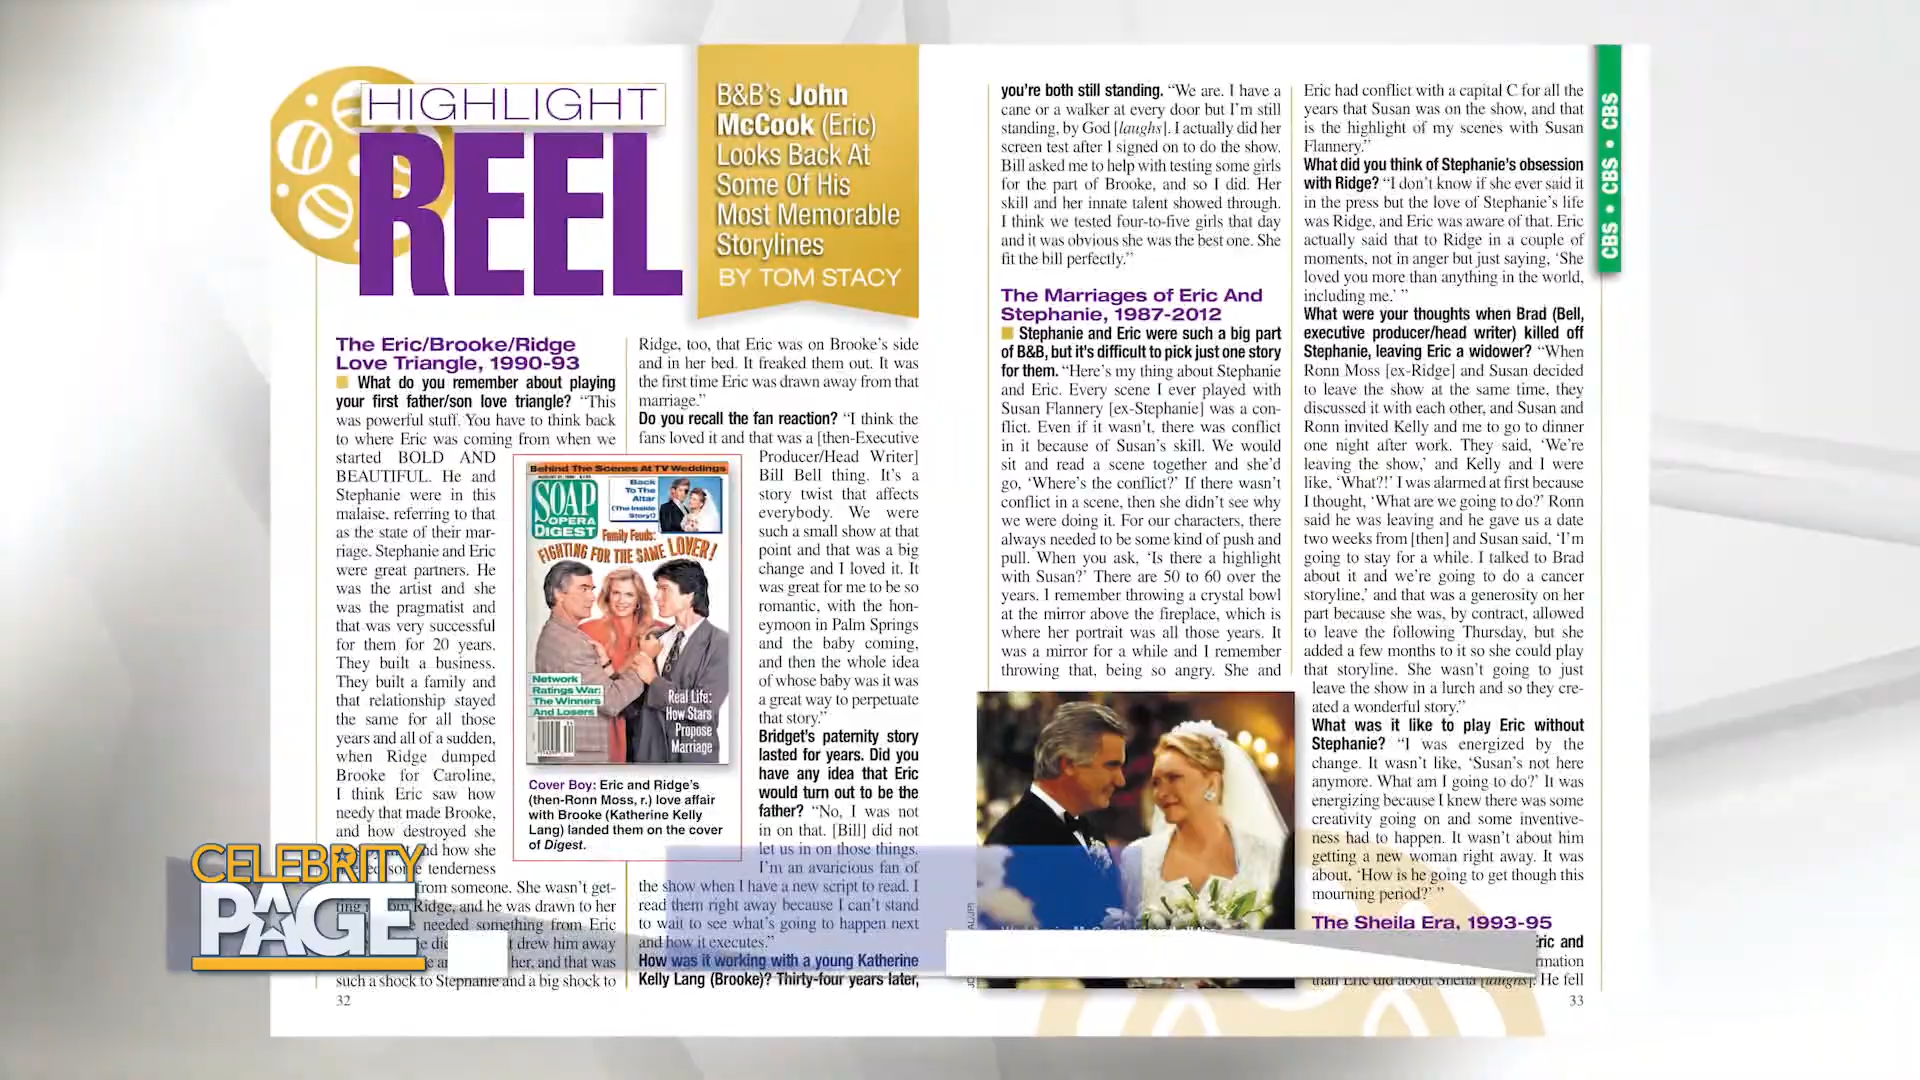 HIGHLIGHT
REEL
B&B's John
McCook (Eric)
Looks Back At
Some Of His
Most Memorable
Storylines
BY TOM STACY
The Eric/Brooke/Ridge
Love Triangle, 1990-93
What do you remember about playing
your first father/son love triangle? “This
was powerful stuff. You have to think back
to where Eric was coming from when we
started BOLD AND
BEAUTIFUL. He and
Stephanie were in this
malaise, referring to that
as the state of their mar-
riage. Stephanie and Eric
were great partners. He
was the artist and she
was the pragmatist and
that was very successful
for them for 20 years.
They built a business.
They built a family and
that relationship stayed
the same for all those
years and all of a sudden,
when Ridge dumped
Brooke for Caroline,
I think Eric saw how
needy that made Brooke,
and how destroyed she
and how she
some tenderness
from someone. She wasn't get-
Ridge, and he was drawn to her
needed something from Eric
drew him away
her, and that was
such a shock to Stephanie and a big shock to
32
Behind The Scenes At TV Weddings
SOAP
OPERA
DIGEST
Back
To The
Altar
(The Inside
Story!)
Family Feuds:
FIGHTING FOR THE SAME LOVER!
Network
Ratings War:
The Winners
And Losers
Real Life:
How Stars
Propose
Marriage
Cover Boy: Eric and Ridge's
(then-Ronn Moss, r.) love affair
with Brooke (Katherine Kelly
Lang) landed them on the cover
of Digest.
Ridge, too, that Eric was on Brooke's side
and in her bed. It freaked them out. It was
the first time Eric was drawn away from that
marriage.”
Do you recall the fan reaction? “I think the
fans loved it and that was a [then-Executive
Producer/Head Writer]
Bill Bell thing. It's a
story twist that affects
everybody. We were
such a small show at that
point and that was a big
change and I loved it. It
was great for me to be so
romantic, with the hon-
eymoon in Palm Springs
and the baby coming,
and then the whole idea
of whose baby was it was
a great way to perpetuate
that story.”
Bridget's paternity story
lasted for years. Did you
have any idea that Eric
would turn out to be the
father? “No, I was not
in on that. [Bill] did not
let us in on those things.
I'm an avaricious fan of
the show when I have a new script to read. I
read them right away because I can't stand
to wait to see what's going to happen next
and how it executes.”
How was it working with a young Katherine
Kelly Lang (Brooke)? Thirty-four years later,
you're both still standing. “We are. I have a
cane or a walker at every door but I'm still
standing, by God [laughs]. I actually did her
screen test after I signed on to do the show.
Bill asked me to help with testing some girls
for the part of Brooke, and so I did. Her
skill and her innate talent showed through.
I think we tested four-to-five girls that day
and it was obvious she was the best one. She
fit the bill perfectly.”
The Marriages of Eric And
Stephanie, 1987-2012
Stephanie and Eric were such a big part
of B&B, but it's difficult to pick just one story
for them. “Here's my thing about Stephanie
and Eric. Every scene I ever played with
Susan Flannery [ex-Stephanie] was a con-
flict. Even if it wasn't, there was conflict
in it because of Susan's skill. We would
sit and read a scene together and she'd
go, ‘Where's the conflict?’ If there wasn't
conflict in a scene, then she didn't see why
we were doing it. For our characters, there
always needed to be some kind of push and
pull. When you ask, ‘Is there a highlight
with Susan?’ There are 50 to 60 over the
years. I remember throwing a crystal bowl
at the mirror above the fireplace, which is
where her portrait was all those years. It
was a mirror for a while and I remember
throwing that, being so angry. She and
Eric had conflict with a capital C for all the
years that Susan was on the show, and that
is the highlight of my scenes with Susan
Flannery.”
What did you think of Stephanie's obsession
with Ridge? “I don't know if she ever said it
in the press but the love of Stephanie's life
was Ridge, and Eric was aware of that. Eric
actually said that to Ridge in a couple of
moments, not in anger but just saying, ‘She
loved you more than anything in the world,
including me.’ ”
What were your thoughts when Brad (Bell,
executive producer/head writer) killed off
Stephanie, leaving Eric a widower? “When
Ronn Moss [ex-Ridge] and Susan decided
to leave the show at the same time, they
discussed it with each other, and Susan and
Ronn invited Kelly and me to go to dinner
one night after work. They said, ‘We're
leaving the show,’ and Kelly and I were
like, ‘What?!’ I was alarmed at first because
I thought, ‘What are we going to do?’ Ronn
said he was leaving and he gave us a date
two weeks from [then] and Susan said, ‘I'm
going to stay for a while. I talked to Brad
about it and we're going to do a cancer
storyline,’ and that was a generosity on her
part because she was, by contract, allowed
to leave the following Thursday, but she
added a few months to it so she could play
that storyline. She wasn't going to just
leave the show in a lurch and so they cre-
ated a wonderful story.”
What was it like to play Eric without
Stephanie? “I was energized by the
change. It wasn't like, ‘Susan's not here
anymore. What am I going to do?’ It was
energizing because I knew there was some
creativity going on and some inventive-
ness had to happen. It wasn't about him
getting a new woman right away. It was
about, ‘How is he going to get though this
mourning period?’ ”
The Sheila Era, 1993-95
Eric and
than Eric did about Sheila [laughs]. He fell
33
CBS • CBS • CBS
CELEBRITY
PAGE